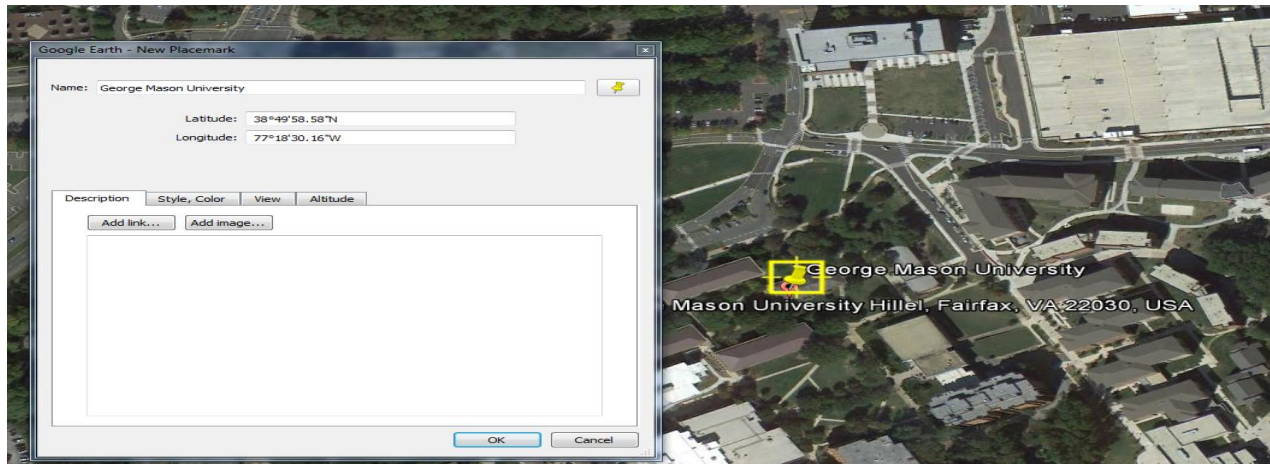 Google Earth - New Placemark
Name: George Mason University
Latitude: 38°49'58.58"N
Longitude: 77°18'30.16"W
Description Style, Color View Altitude
Add link... Add image...
OK Cancel
George Mason University
Mason University Hillel, Fairfax, VA 22030, USA